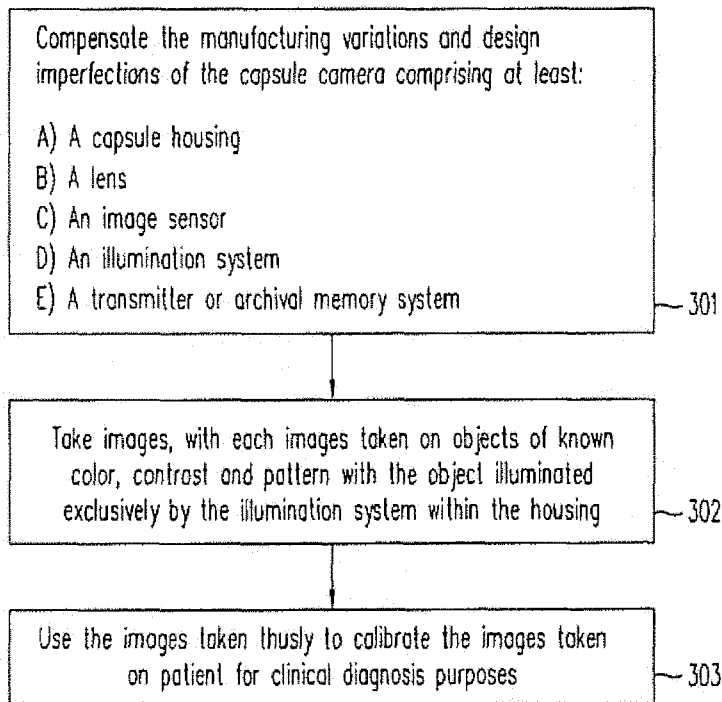 Compensate the manufacturing variations and design
imperfections of the capsule camera comprising at least:
A) A capsule housing
B) A lens
C) An image sensor
D) An illumination system
E) A transmitter or archival memory system
301
Take images, with each images taken on objects of known
color, contrast and pattern with the object illuminated
exclusively by the illumination system within the housing
302
Use the images taken thusly to calibrate the images taken
on patient for clinical diagnosis purposes
303